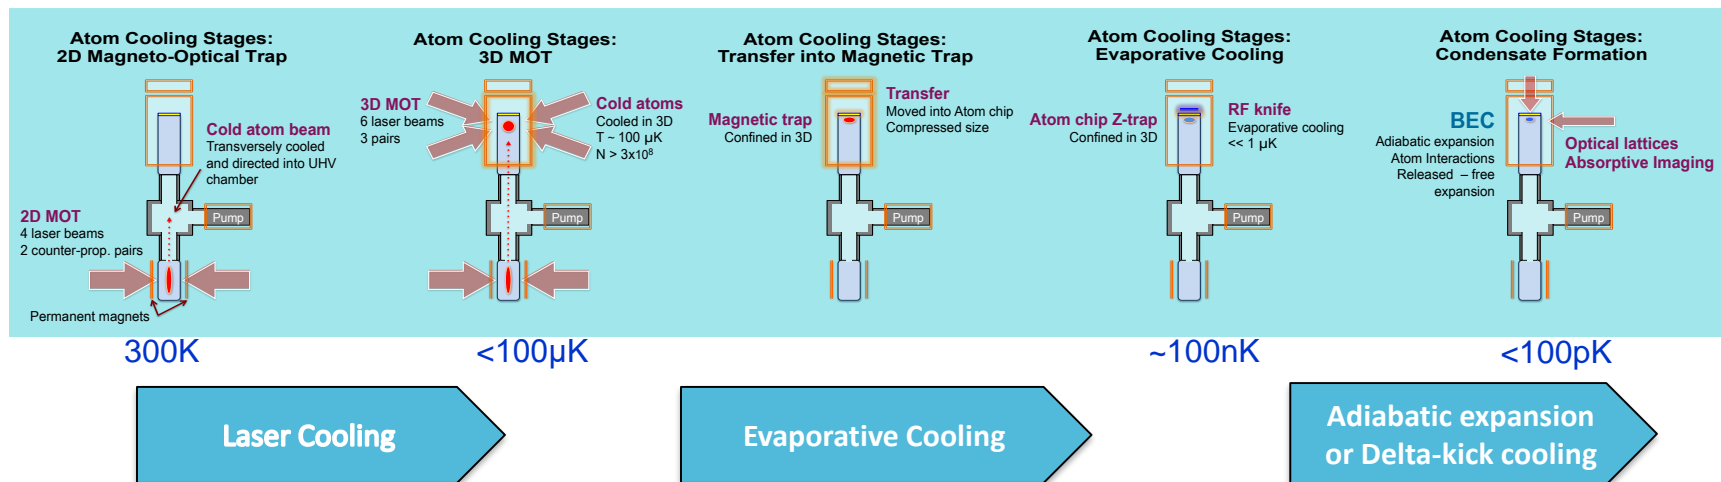 Atom Cooling Stages:
2D Magneto-Optical Trap
Cold atom beam
Transversely cooled
and directed into UHV
chamber
2D MOT
4 laser beams
2 counter-prop. pairs
Pump
Permanent magnets
Atom Cooling Stages:
3D MOT
3D MOT
6 laser beams
3 pairs
Cold atoms
Cooled in 3D
T ~ 100 µK
N > 3x10⁸
Pump
Atom Cooling Stages:
Transfer into Magnetic Trap
Magnetic trap
Confined in 3D
Transfer
Moved into Atom chip
Compressed size
Pump
Atom Cooling Stages:
Evaporative Cooling
Atom chip Z-trap
Confined in 3D
RF knife
Evaporative cooling
<< 1 µK
Pump
Atom Cooling Stages:
Condensate Formation
BEC
Adiabatic expansion
Atom Interactions
Released – free
expansion
Optical lattices
Absorptive Imaging
Pump
300K
<100µK
~100nK
<100pK
Laser Cooling
Evaporative Cooling
Adiabatic expansion
or Delta-kick cooling